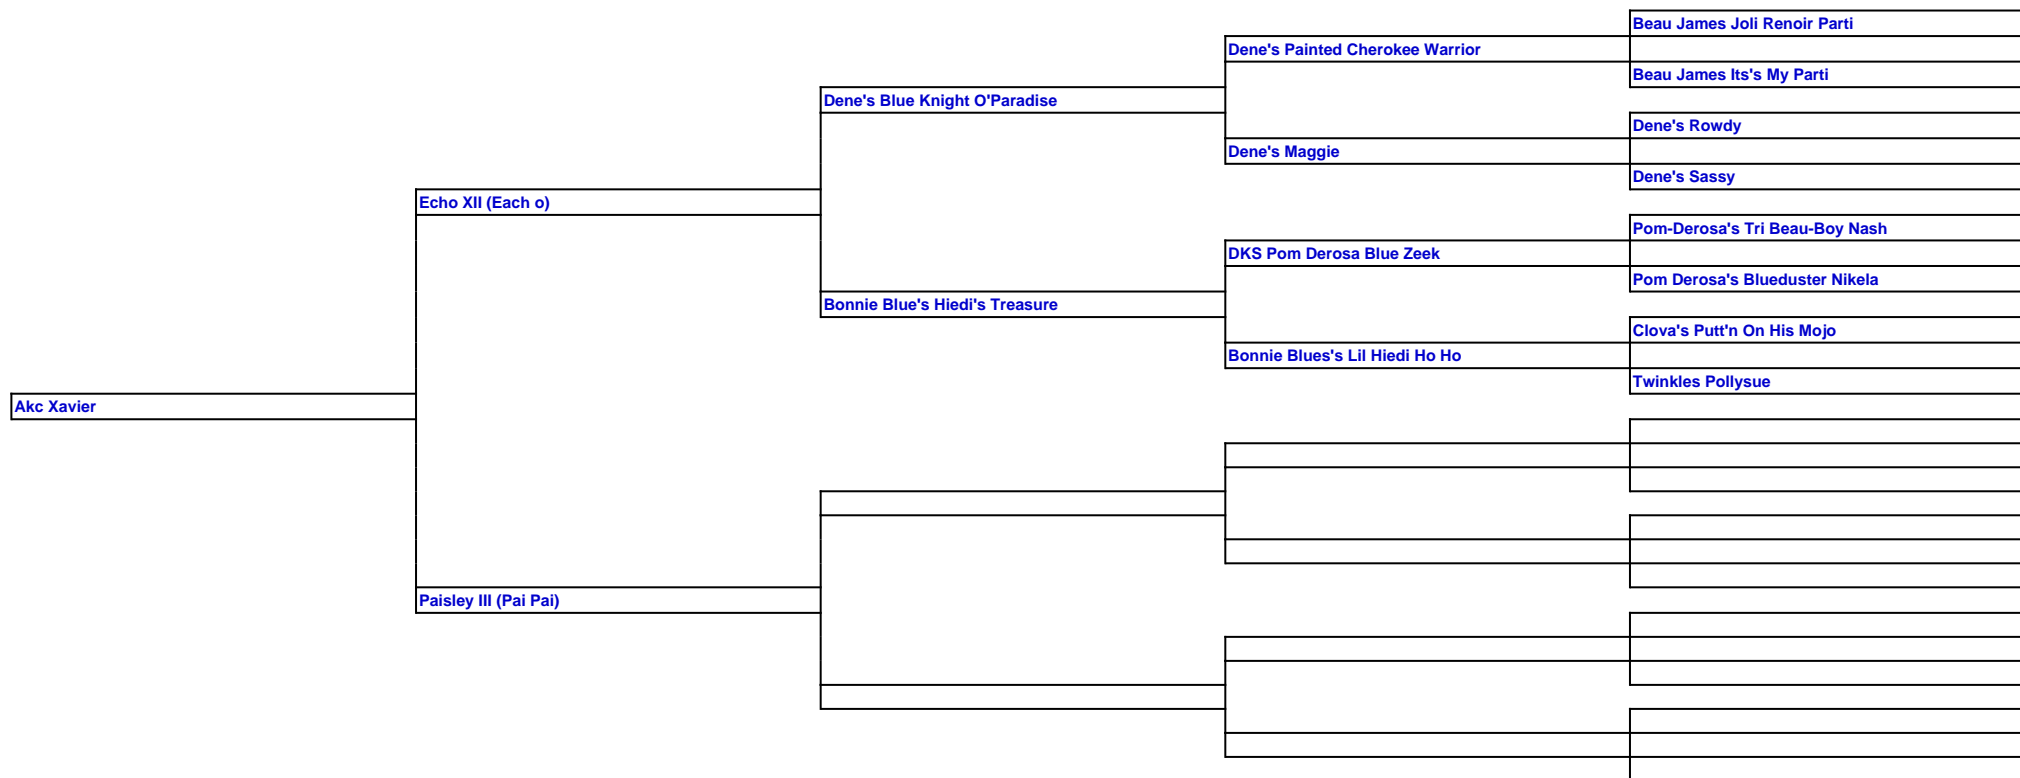 Beau James Joli Renoir Parti
Dene's Painted Cherokee Warrior
Beau James Its's My Parti
Dene's Blue Knight O'Paradise
Dene's Rowdy
Dene's Maggie
Dene's Sassy
Echo XII (Each o)
Pom-Derosa's Tri Beau-Boy Nash
DKS Pom Derosa Blue Zeek
Pom Derosa's Blueduster Nikela
Bonnie Blue's Hiedi's Treasure
Clova's Putt'n On His Mojo
Bonnie Blues's Lil Hiedi Ho Ho
Twinkles Pollysue
Akc Xavier
Paisley III (Pai Pai)